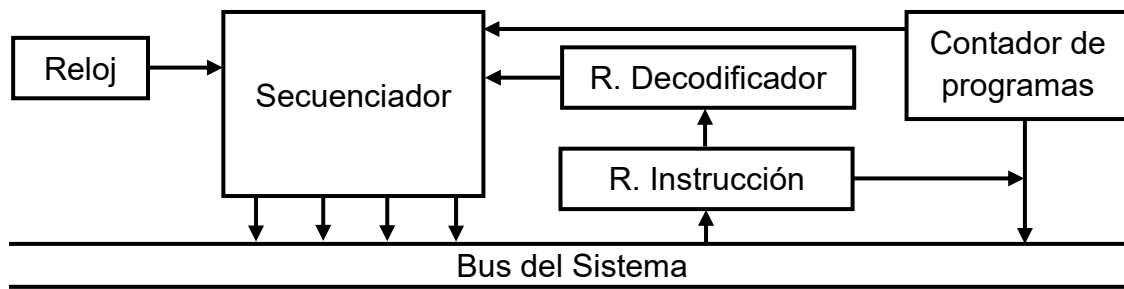 Reloj
Secuenciador
R. Decodificador
Contador de
programas
R. Instrucción
Bus del Sistema